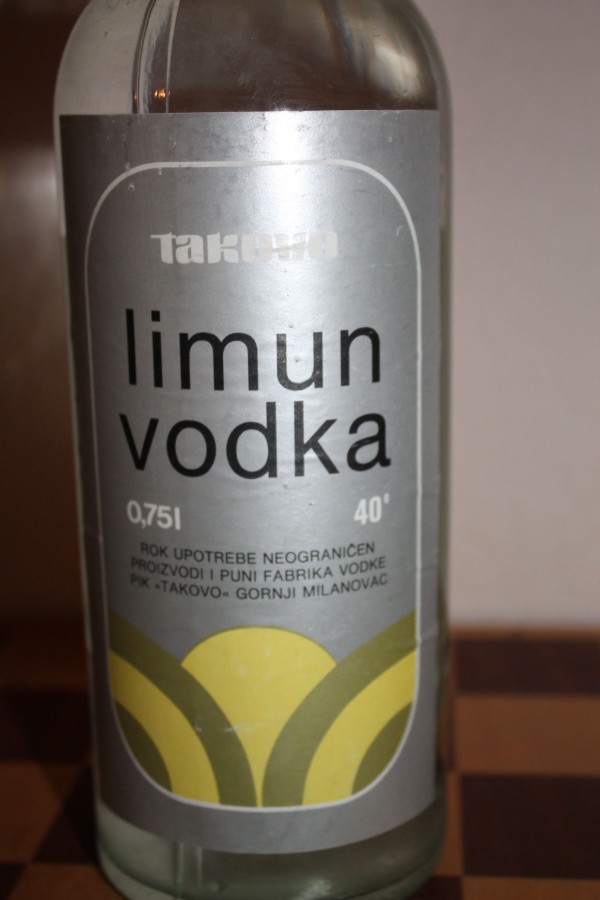 Takovo
limun
vodka
0,75l 40°
ROK UPOTREBE NEOGRANIČEN
PROIZVODI I PUNI FABRIKA VODKE
PIK »TAKOVO« GORNJI MILANOVAC